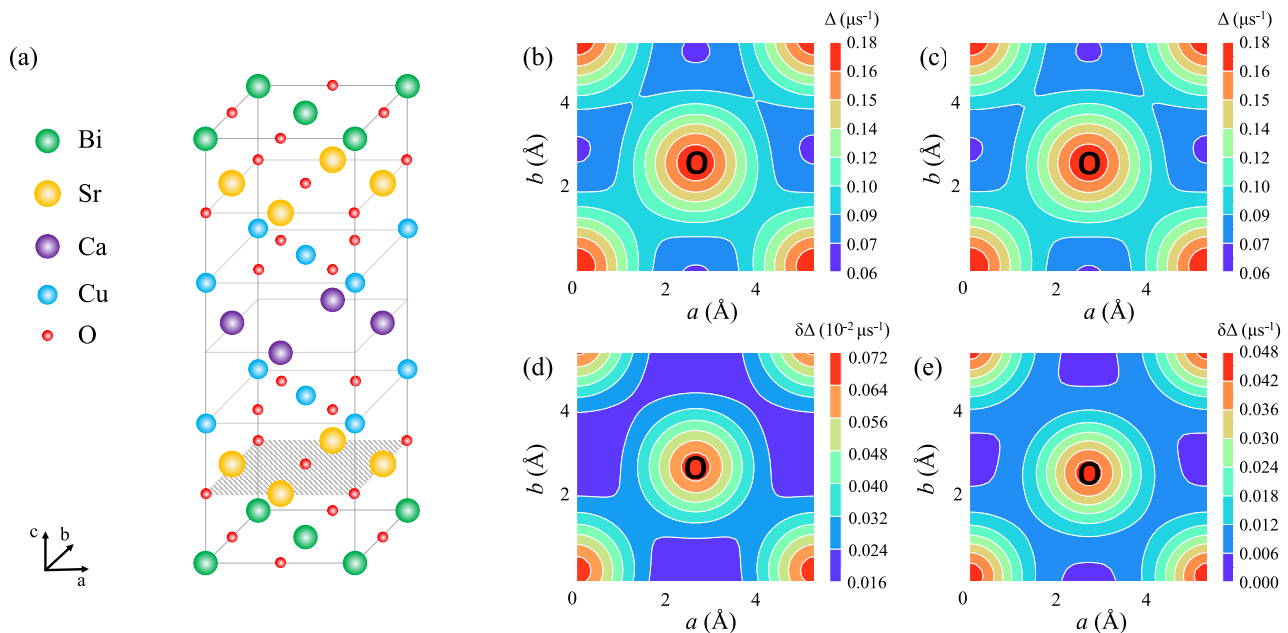 (a)
Bi
Sr
Ca
Cu
O
c
b
a
(b)
Δ (μs⁻¹)
0.18
0.16
0.15
0.14
0.12
0.10
0.09
0.07
0.06
b (Å)
4
2
0
0
2
4
a (Å)
O
(c)
Δ (μs⁻¹)
0.18
0.16
0.15
0.14
0.12
0.10
0.09
0.07
0.06
b (Å)
4
2
0
0
2
4
a (Å)
O
(d)
δΔ (10⁻² μs⁻¹)
0.072
0.064
0.056
0.048
0.040
0.032
0.024
0.016
b (Å)
4
2
0
0
2
4
a (Å)
O
(e)
δΔ (μs⁻¹)
0.048
0.042
0.036
0.030
0.024
0.018
0.012
0.006
0.000
b (Å)
4
2
0
0
2
4
a (Å)
O